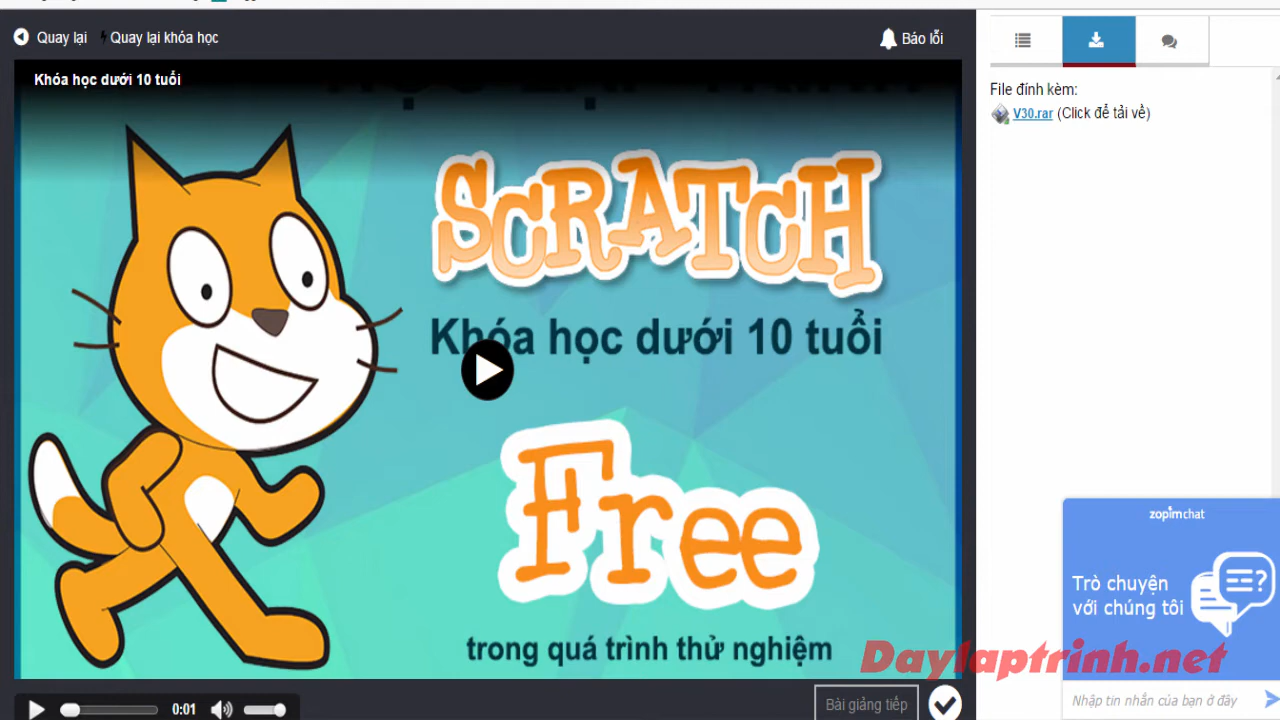 Quay lại
Quay lại khóa học
Báo lỗi
Khóa học dưới 10 tuổi
SCRATCH
Khóa học dưới 10 tuổi
Free
trong quá trình thử nghiệm
0:01
Bài giảng tiếp
File đính kèm:
V30.rar (Click để tải về)
zopim chat
Trò chuyện
với chúng tôi
Daylaptrinh.net
Nhập tin nhắn của bạn ở đây